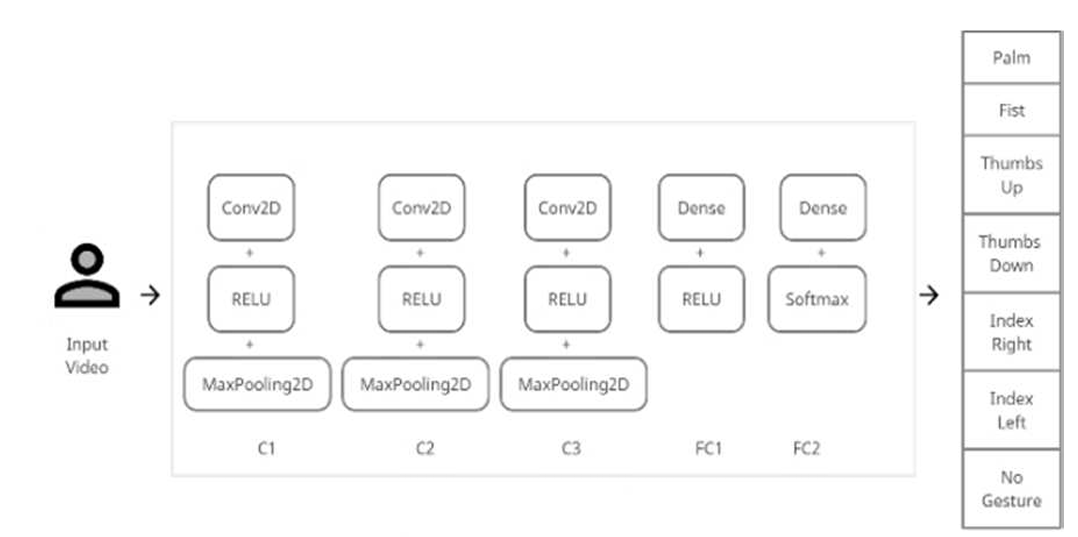 Palm
Fist
Thumbs
Up
Thumbs
Down
Index
Right
Index
Left
No
Gesture
Input
Video
Conv2D
+
RELU
+
MaxPooling2D
C1
Conv2D
+
RELU
+
MaxPooling2D
C2
Conv2D
+
RELU
+
MaxPooling2D
C3
Dense
+
RELU
FC1
Dense
+
Softmax
FC2